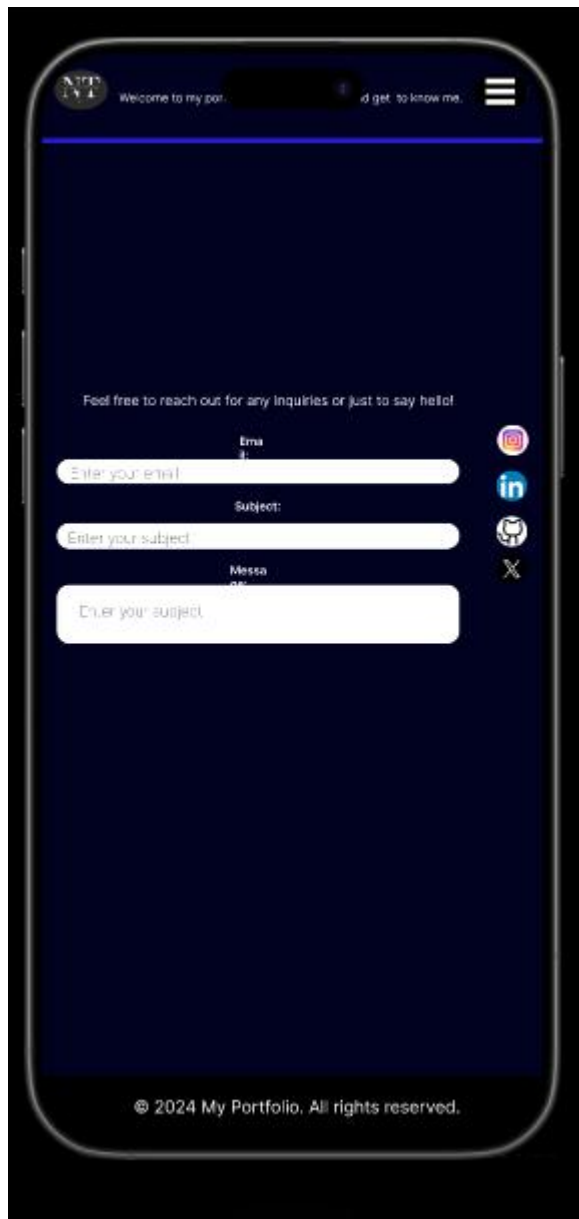 Welcome to my por d get to know me.
Feel free to reach out for any Inquiries or just to say hello!
Ema
il:
Enter your email
Subject:
Enter your subject
Messa
ge:
Enter your subject
in
X
© 2024 My Portfolio. All rights reserved.